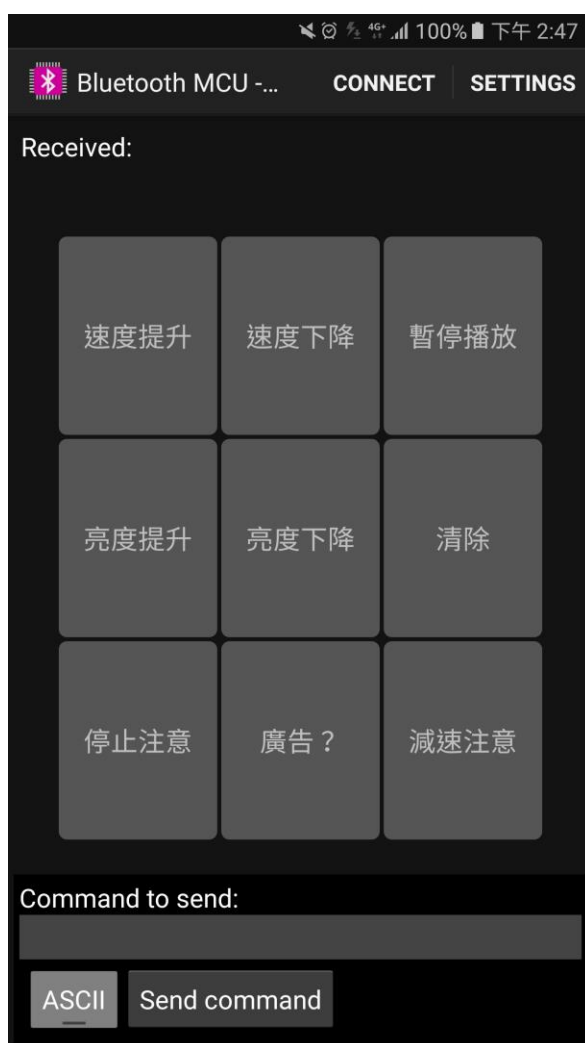 4G+ 100% 下午 2:47
Bluetooth MCU -... CONNECT SETTINGS
Received:
速度提升 速度下降 暫停播放
亮度提升 亮度下降 清除
停止注意 廣告？ 減速注意
Command to send:
ASCII Send command